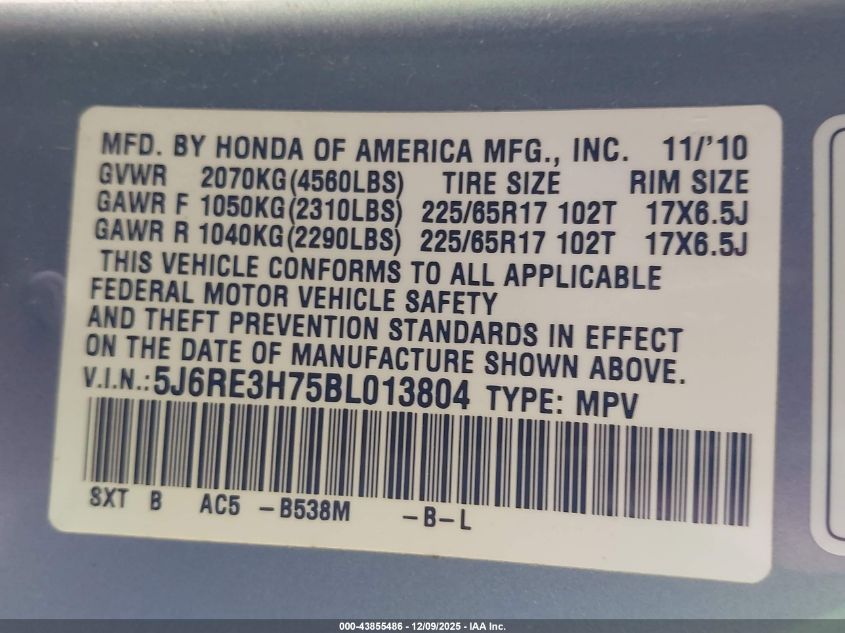 MFD. BY HONDA OF AMERICA MFG., INC. 11/'10
GVWR 2070KG(4560LBS) TIRE SIZE RIM SIZE
GAWR F 1050KG(2310LBS) 225/65R17 102T 17X6.5J
GAWR R 1040KG(2290LBS) 225/65R17 102T 17X6.5J
THIS VEHICLE CONFORMS TO ALL APPLICABLE
FEDERAL MOTOR VEHICLE SAFETY
AND THEFT PREVENTION STANDARDS IN EFFECT
ON THE DATE OF MANUFACTURE SHOWN ABOVE.
V.I.N.:5J6RE3H75BL013804 TYPE: MPV
SXT B AC5 -B538M -B-L
000-43855486 - 12/09/2025 - IAA Inc.